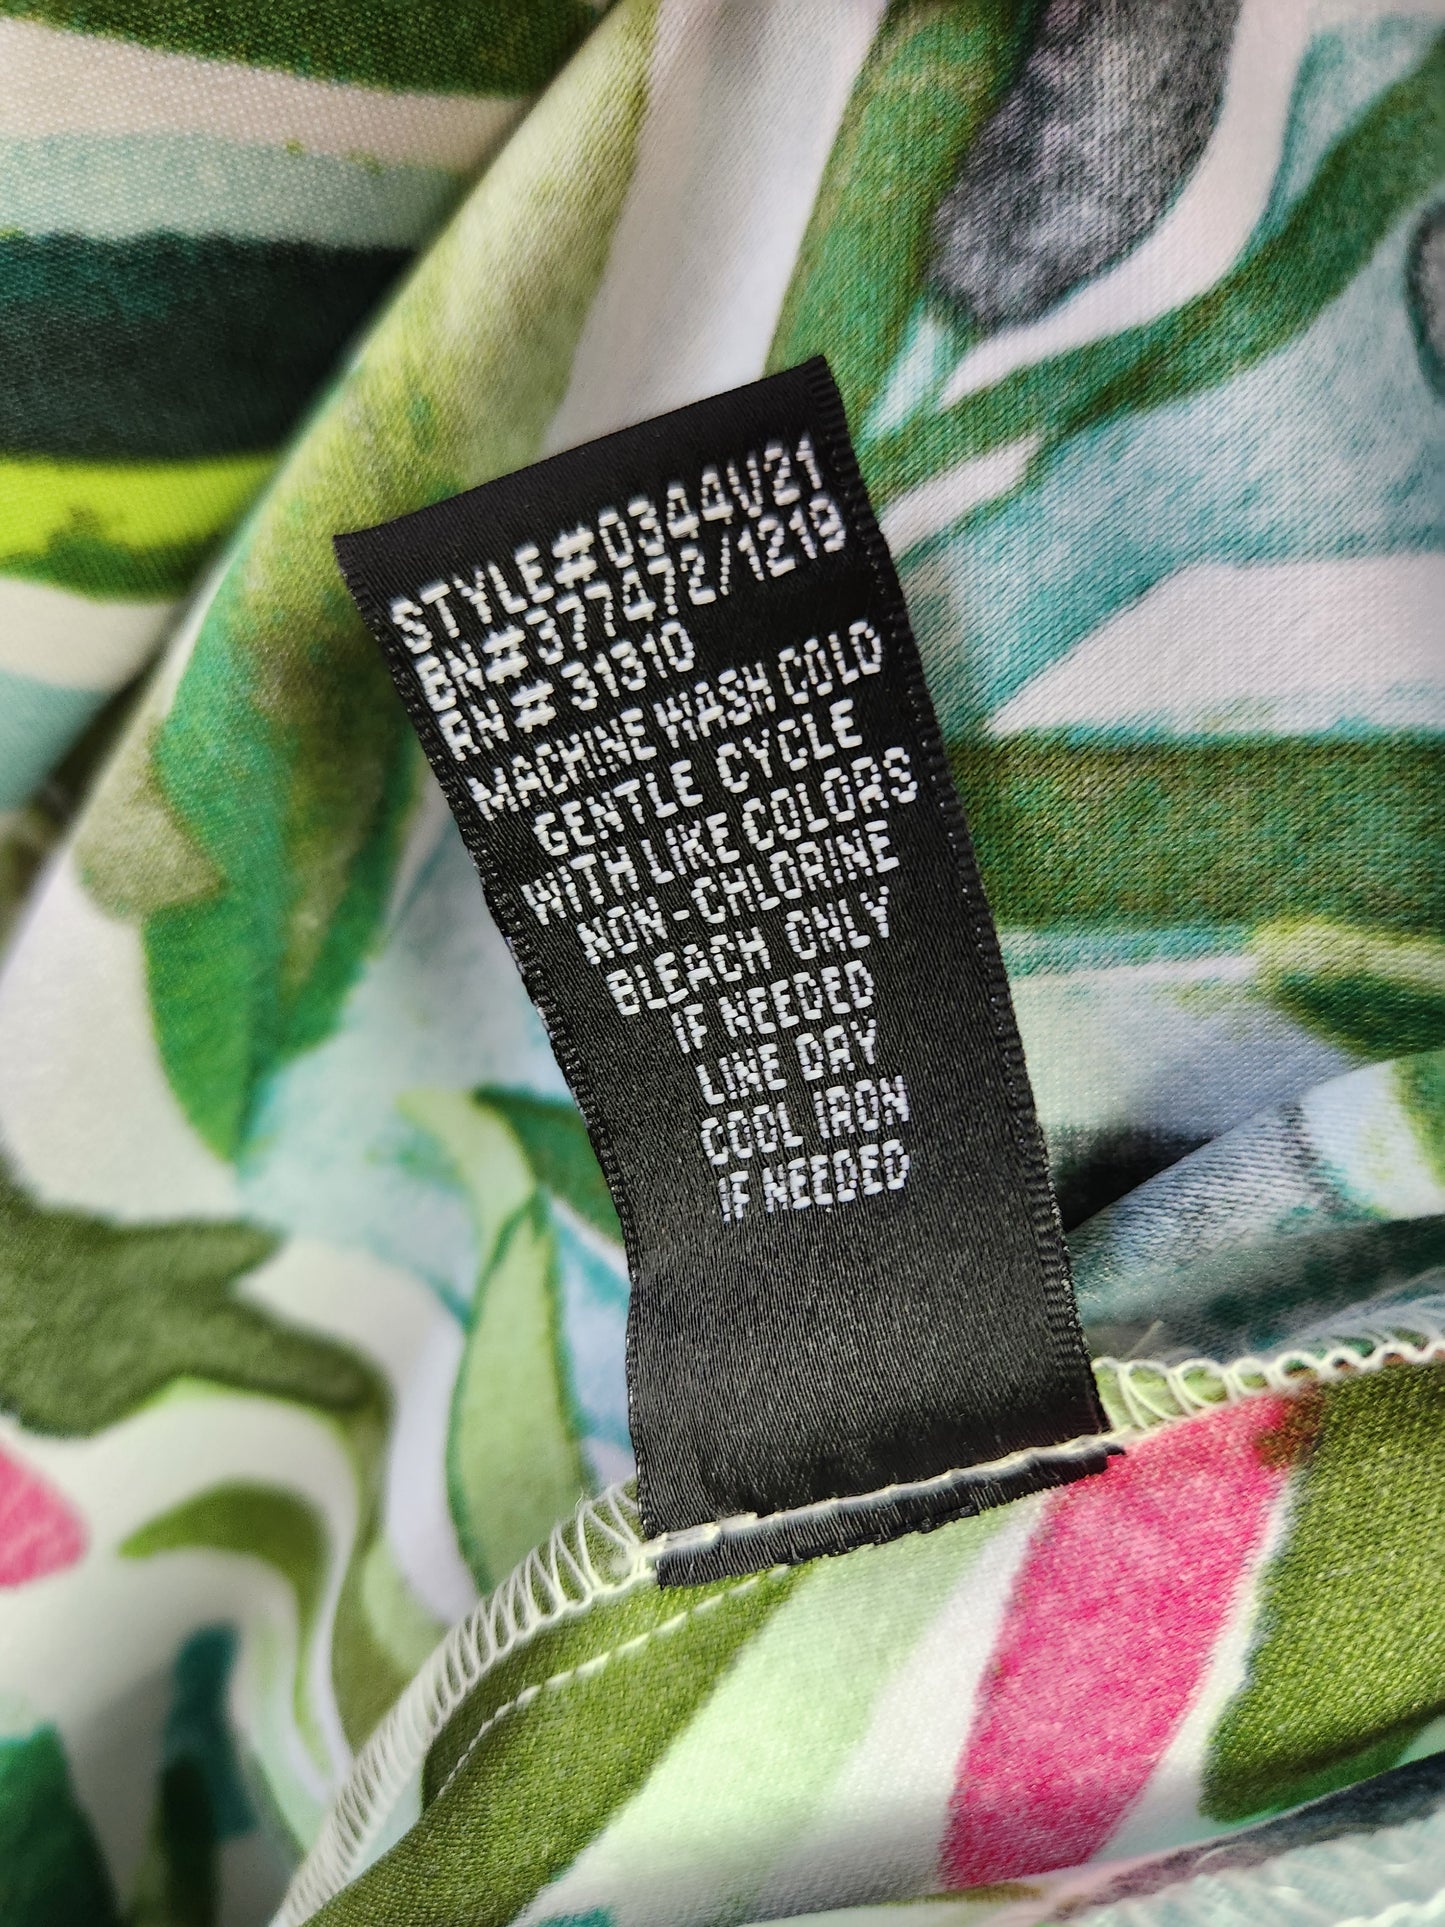 STYLE#0344V21
BN#377472/1219
RN# 31310
MACHINE WASH COLD
GENTLE CYCLE
WITH LIKE COLORS
NON-CHLORINE
BLEACH ONLY
IF NEEDED
LINE DRY
COOL IRON
IF NEEDED